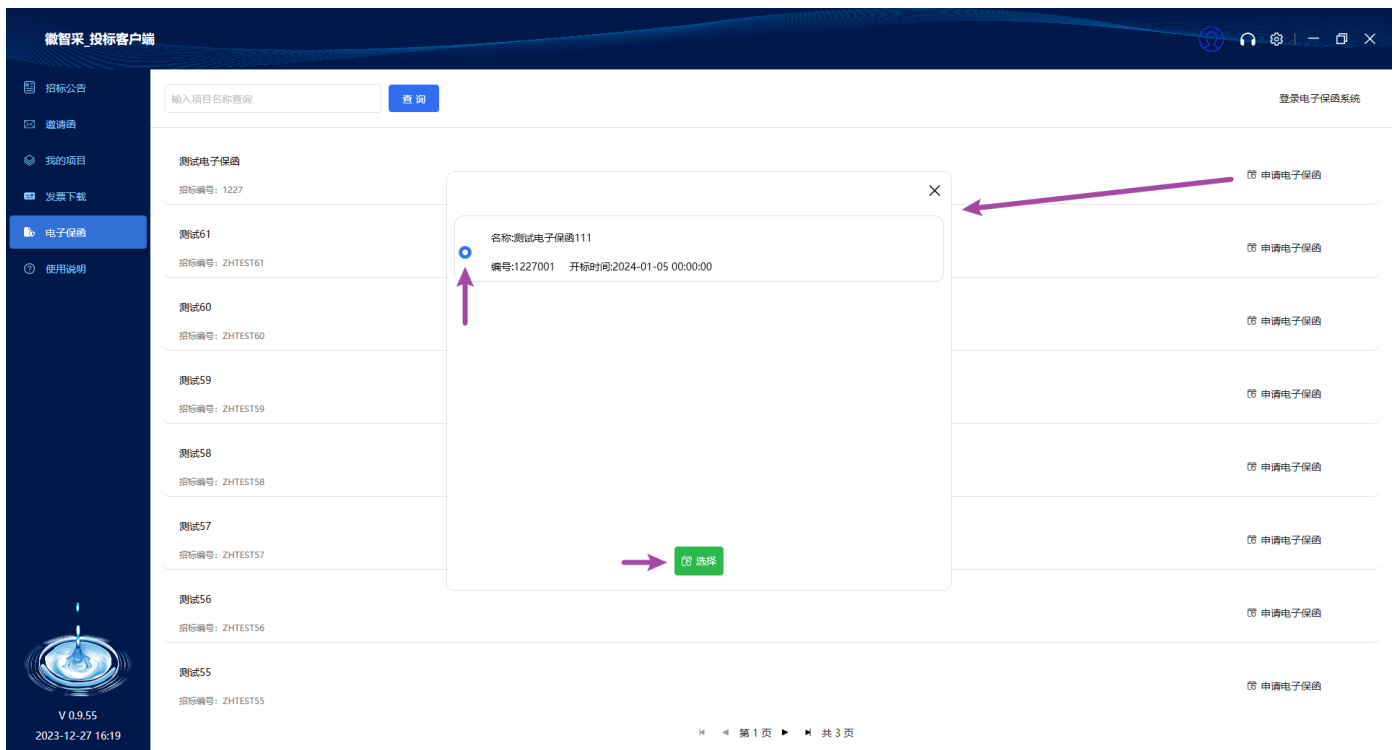 徽智采_投标客户端
招标公告
邀请函
我的项目
发票下载
电子保函
使用说明
V 0.9.55
2023-12-27 16:19
输入项目名称查询
查 询
登录电子保函系统
测试电子保函
招标编号：1227
申请电子保函
测试61
招标编号：ZHTEST61
申请电子保函
测试60
招标编号：ZHTEST60
申请电子保函
测试59
招标编号：ZHTEST59
申请电子保函
测试58
招标编号：ZHTEST58
申请电子保函
测试57
招标编号：ZHTEST57
申请电子保函
测试56
招标编号：ZHTEST56
申请电子保函
测试55
招标编号：ZHTEST55
申请电子保函
名称:测试电子保函111
编号:1227001 开标时间:2024-01-05 00:00:00
选择
第 1 页 共 3 页